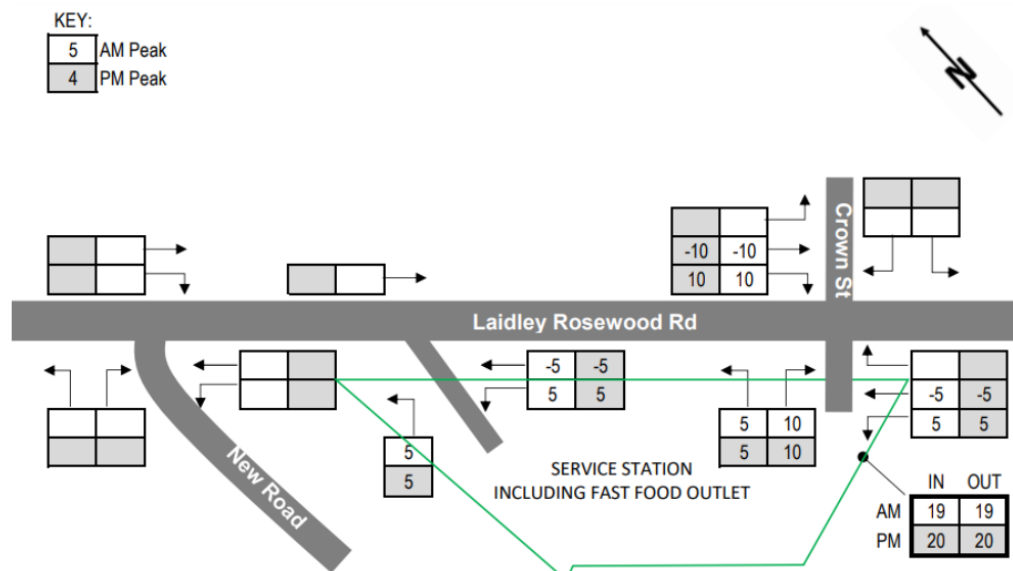 KEY:
5 AM Peak
4 PM Peak
N
-10 -10
10 10
Crown St
Laidley Rosewood Rd
-5 -5
5 5
-5 -5
5 5
5 10
5 10
5
5
New Road
SERVICE STATION
INCLUDING FAST FOOD OUTLET
IN OUT
AM 19 19
PM 20 20